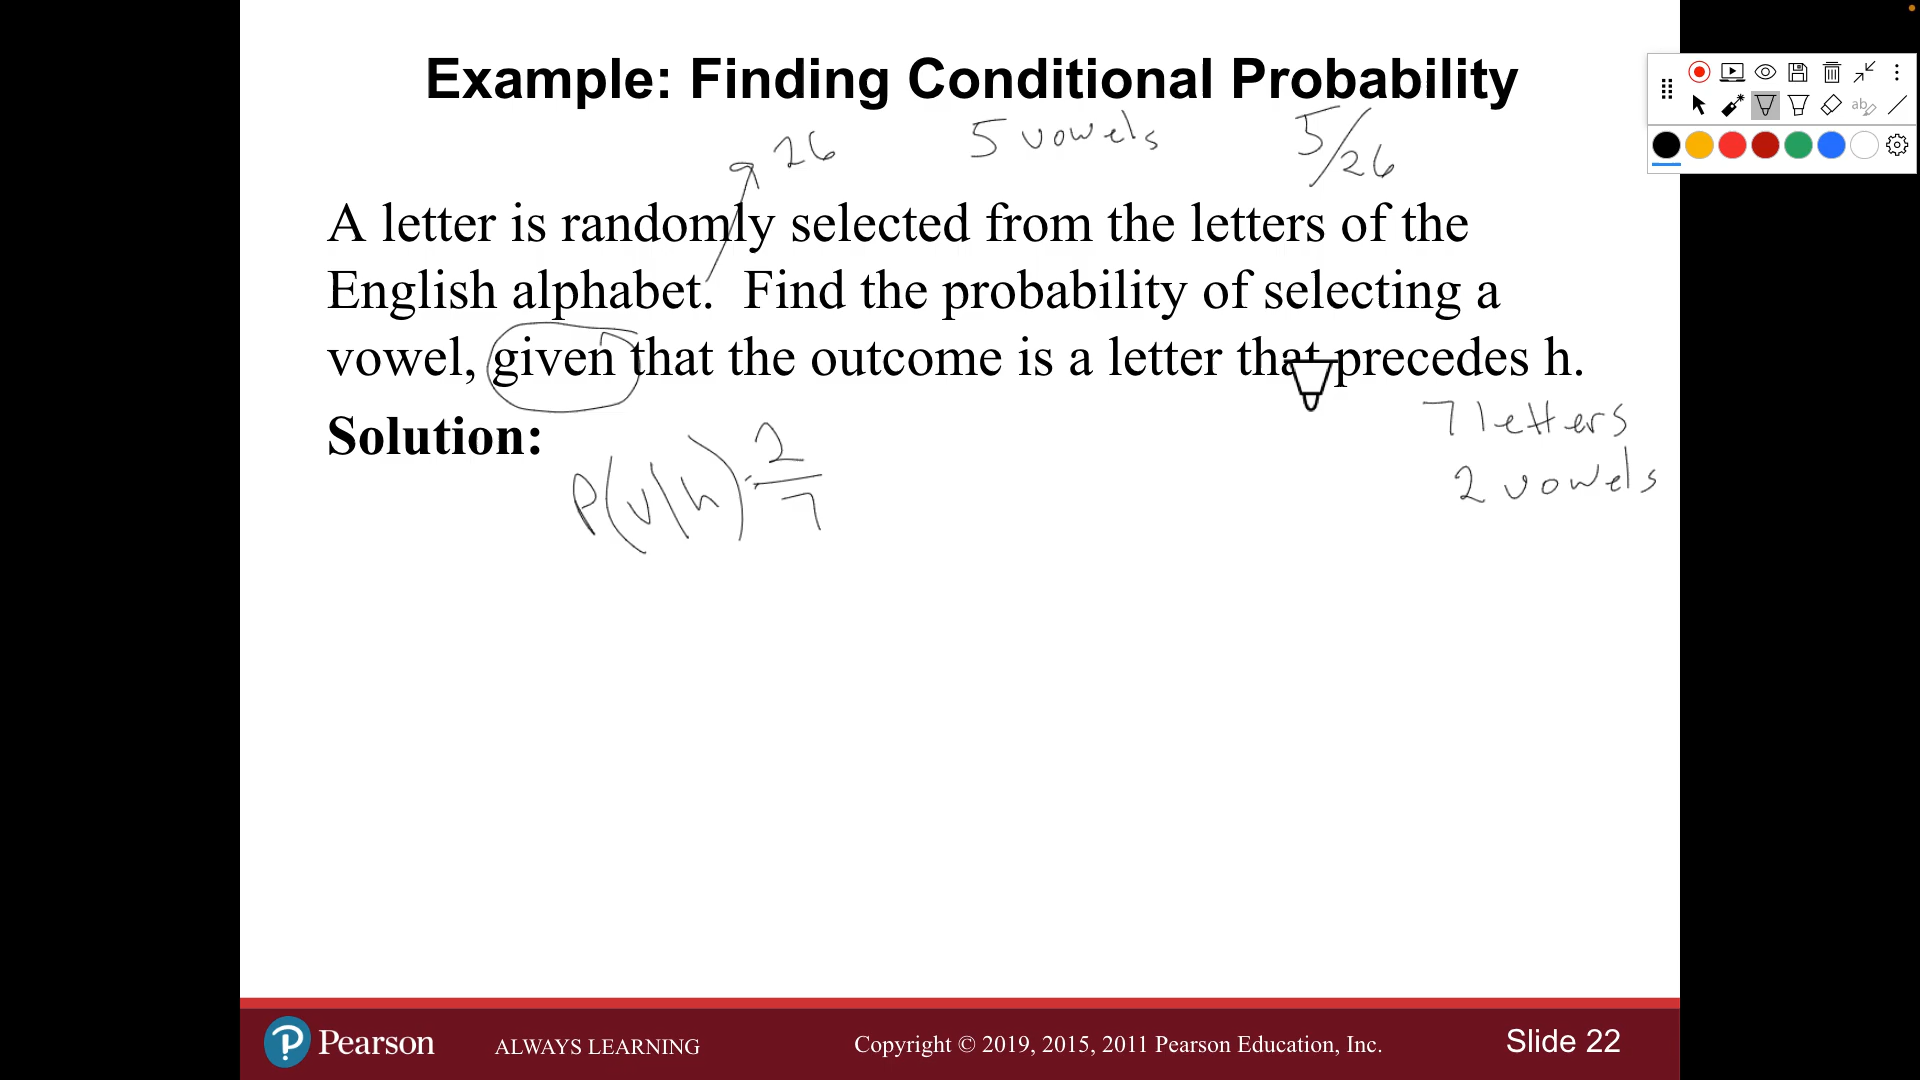 Example: Finding Conditional Probability
26 5 vowels 5/26
A letter is randomly selected from the letters of the
English alphabet. Find the probability of selecting a
vowel, given that the outcome is a letter that precedes h.
7 letters
Solution:
2 vowels
P(v|h) = 2/7
ab
Pearson
ALWAYS LEARNING
Copyright © 2019, 2015, 2011 Pearson Education, Inc.
Slide 22